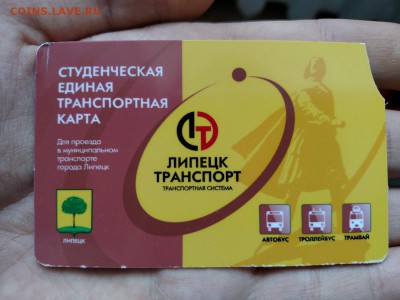 COINS.LAVE.RU
СТУДЕНЧЕСКАЯ
ЕДИНАЯ
ТРАНСПОРТНАЯ
КАРТА
Для проезда
в муниципальном
транспорте
города Липецк
ЛИПЕЦК
ЛТ
ЛИПЕЦК
ТРАНСПОРТ
ТРАНСПОРТНАЯ СИСТЕМА
АВТОБУС ТРОЛЛЕЙБУС ТРАМВАЙ